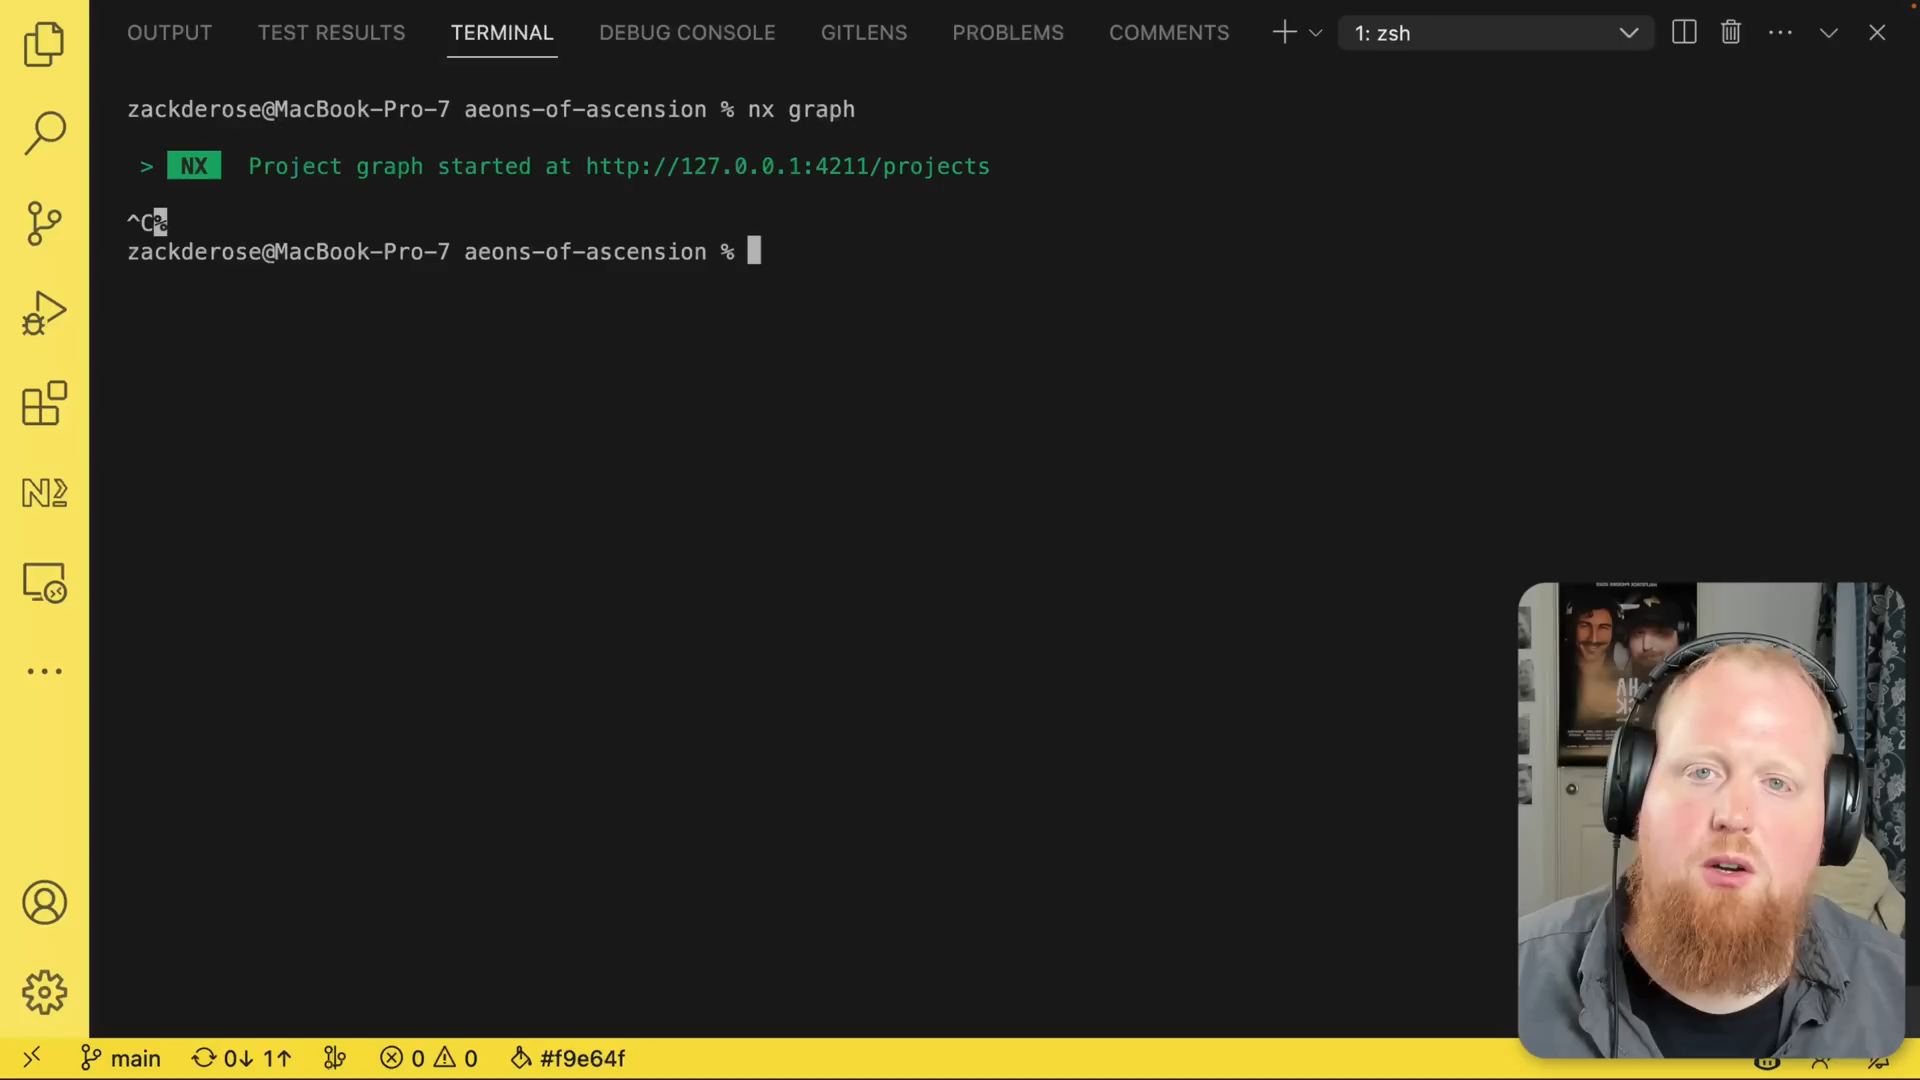 OUTPUT TEST RESULTS TERMINAL DEBUG CONSOLE GITLENS PROBLEMS COMMENTS 1: zsh
zackderose@MacBook-Pro-7 aeons-of-ascension % nx graph
> NX Project graph started at http://127.0.0.1:4211/projects
^C%
zackderose@MacBook-Pro-7 aeons-of-ascension %
HA
CK
main 0↓ 1↑ 0 0 #f9e64f